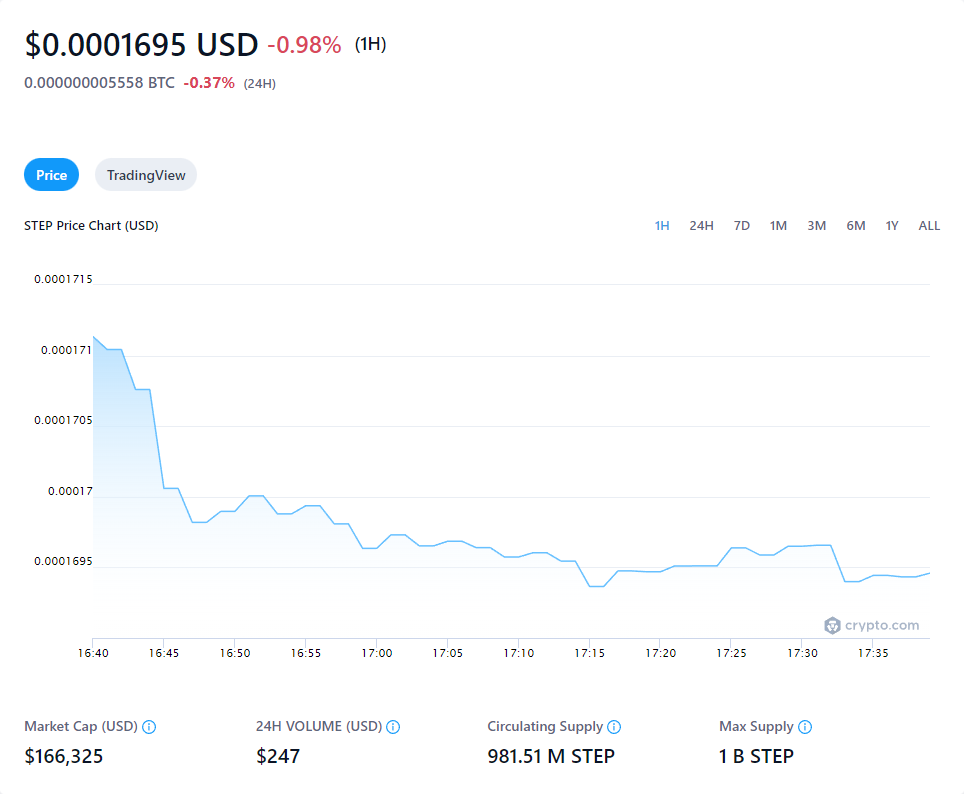 $0.0001695 USD -0.98% (1H)
0.000000005558 BTC -0.37% (24H)
Price TradingView
STEP Price Chart (USD) 1H 24H 7D 1M 3M 6M 1Y ALL
0.0001715
0.000171
0.0001705
0.00017
0.0001695
crypto.com
16:40 16:45 16:50 16:55 17:00 17:05 17:10 17:15 17:20 17:25 17:30 17:35
Market Cap (USD) 24H VOLUME (USD) Circulating Supply Max Supply
$166,325 $247 981.51 M STEP 1 B STEP